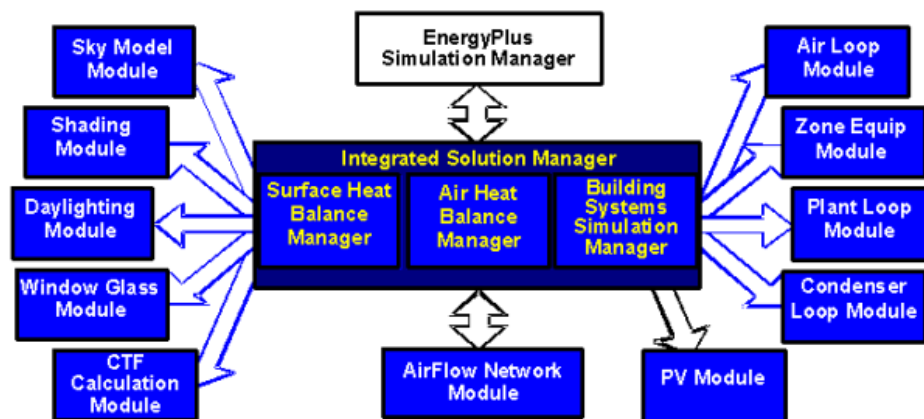 Sky Model
Module
EnergyPlus
Simulation Manager
Air Loop
Module
Shading
Module
Zone Equip
Module
Integrated Solution Manager
Surface Heat
Balance
Manager
Air Heat
Balance
Manager
Building
Systems
Simulation
Manager
Daylighting
Module
Plant Loop
Module
Window Glass
Module
Condenser
Loop Module
CTF
Calculation
Module
AirFlow Network
Module
PV Module